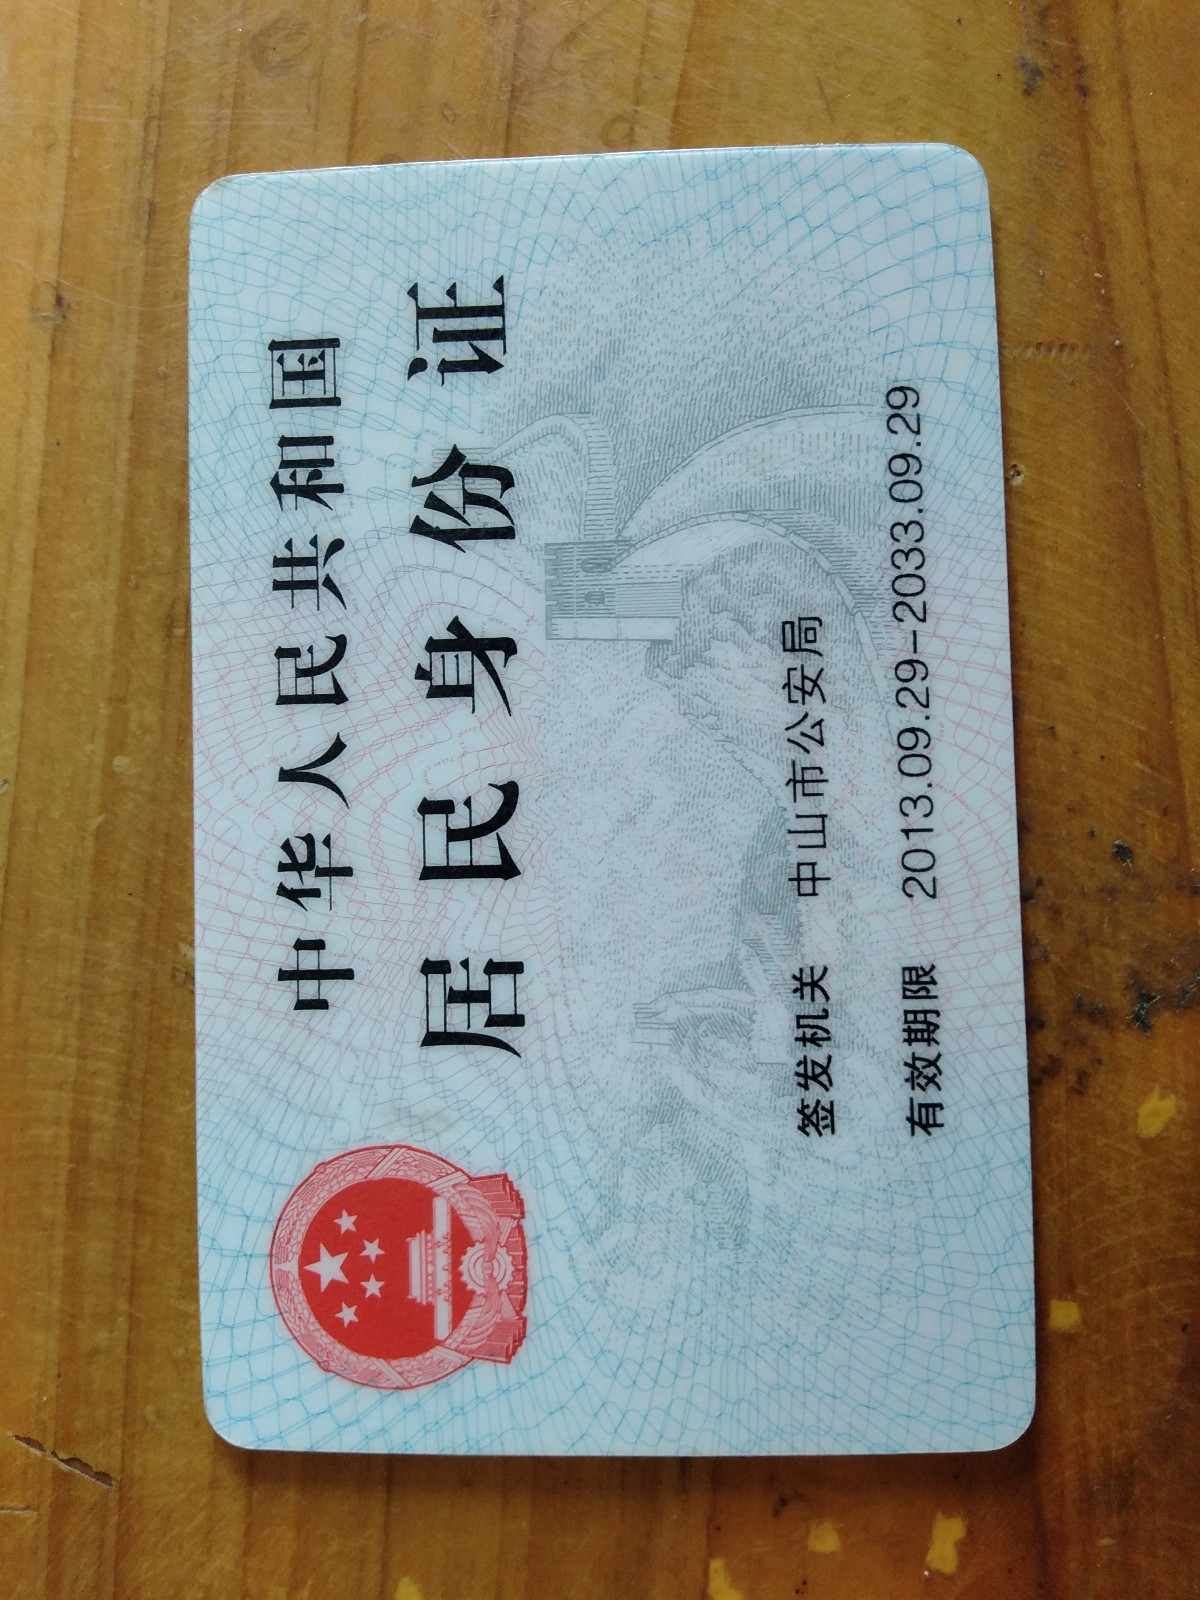 中华人民共和国
居民身份证
签发机关 中山市公安局
有效期限 2013.09.29-2033.09.29